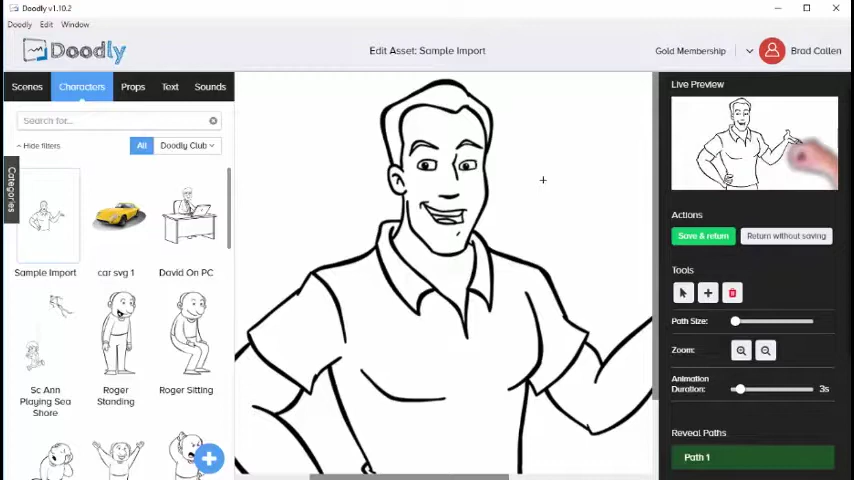 Doodly v1.10.2
Doodly Edit Window
Doodly
Edit Asset: Sample Import
Gold Membership
Brad Callen
Scenes Characters Props Text Sounds
Search for...
Hide filters
All
Doodly Club
Categories
Sample Import
car svg 1
David On PC
Sc Ann Playing Sea Shore
Roger Standing
Roger Sitting
Live Preview
Actions
Save & return
Return without saving
Tools
Path Size:
Zoom:
Animation Duration:
3s
Reveal Paths
Path 1